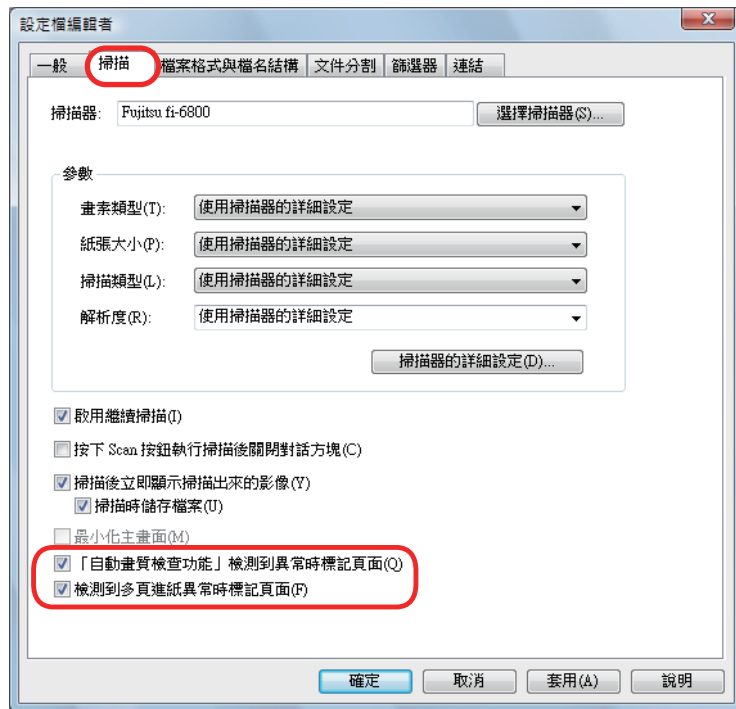 設定檔編輯者
一般 掃描 檔案格式與檔名結構 文件分割 篩選器 連結
掃描器: Fujitsu fi-6800 選擇掃描器(S)...
參數
畫素類型(T): 使用掃描器的詳細設定
紙張大小(P): 使用掃描器的詳細設定
掃描類型(L): 使用掃描器的詳細設定
解析度(R): 使用掃描器的詳細設定
掃描器的詳細設定(D)...
啟用繼續掃描(I)
按下 Scan 按鈕執行掃描後關閉對話方塊(C)
掃描後立即顯示掃描出來的影像(Y)
掃描時儲存檔案(U)
最小化主畫面(M)
「自動畫質檢查功能」檢測到異常時標記頁面(Q)
檢測到多頁進紙異常時標記頁面(F)
確定 取消 套用(A) 說明